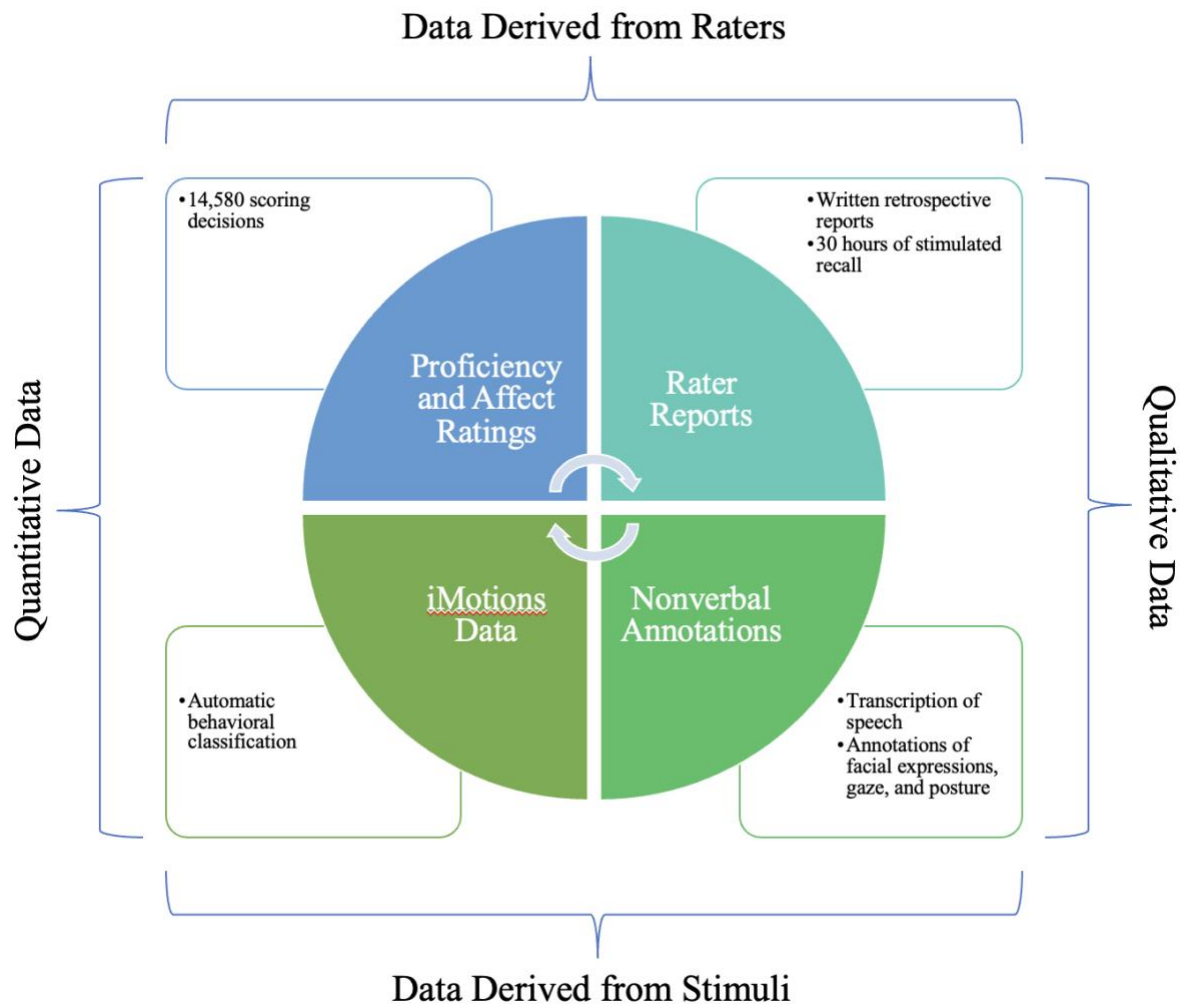 Data Derived from Raters
•14,580 scoring
decisions
•Written retrospective
reports
•30 hours of stimulated
recall
Proficiency
and Affect
Ratings
Rater
Reports
Quantitative Data
Qualitative Data
iMotions
Data
Nonverbal
Annotations
•Automatic
behavioral
classification
•Transcription of
speech
•Annotations of
facial expressions,
gaze, and posture
Data Derived from Stimuli